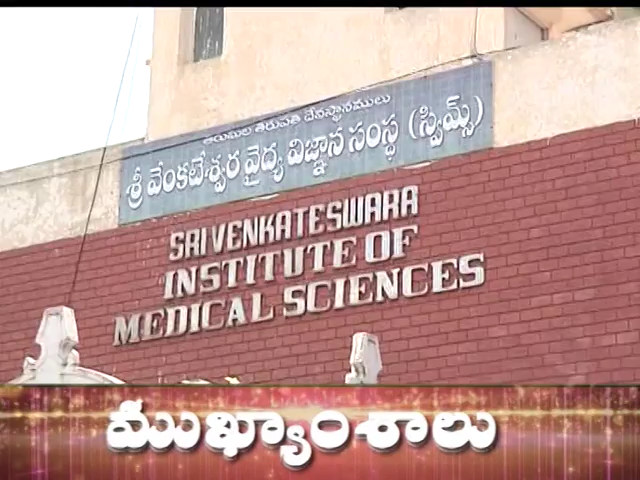 తిరుమల తిరుపతి దేవస్థానములు
శ్రీ వేంకటేశ్వర వైద్య విజ్ఞాన సంస్థ (స్విమ్స్)
SRI VENKATESWARA
INSTITUTE OF
MEDICAL SCIENCES
ముఖ్యాంశాలు